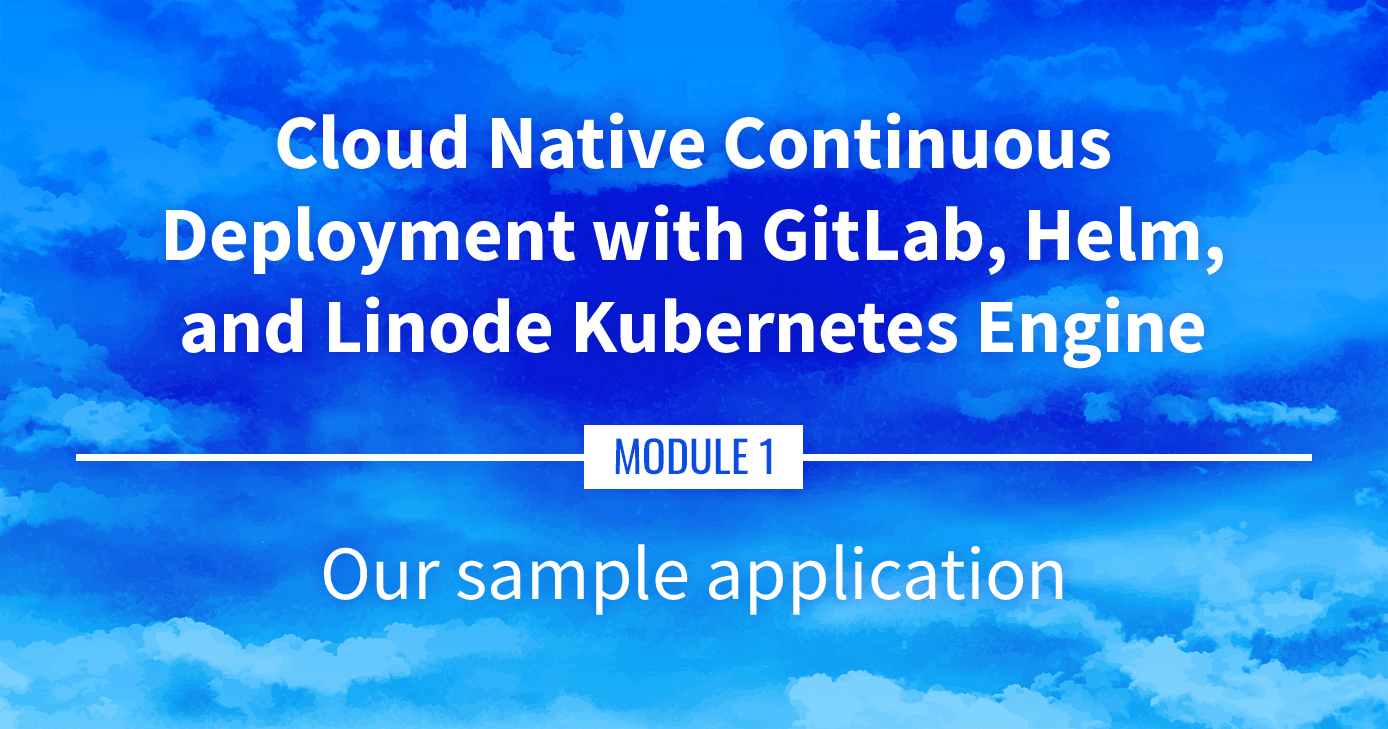 Cloud Native Continuous
Deployment with GitLab, Helm,
and Linode Kubernetes Engine
MODULE 1
Our sample application